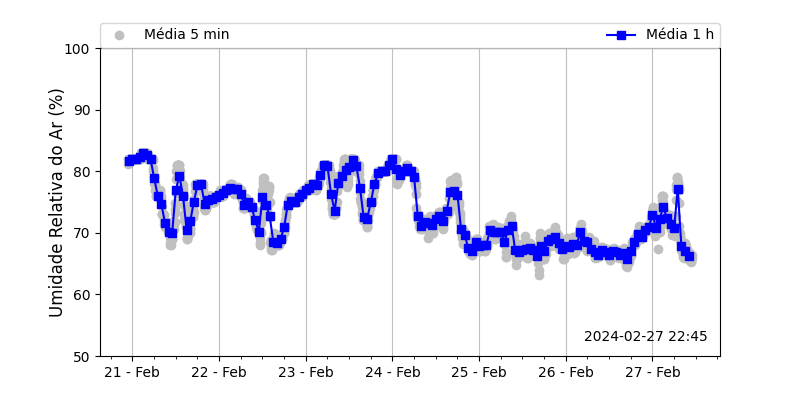 Média 5 min
Média 1 h
Umidade Relativa do Ar (%)
100
90
80
70
60
50
2024-02-27 22:45
21 - Feb
22 - Feb
23 - Feb
24 - Feb
25 - Feb
26 - Feb
27 - Feb